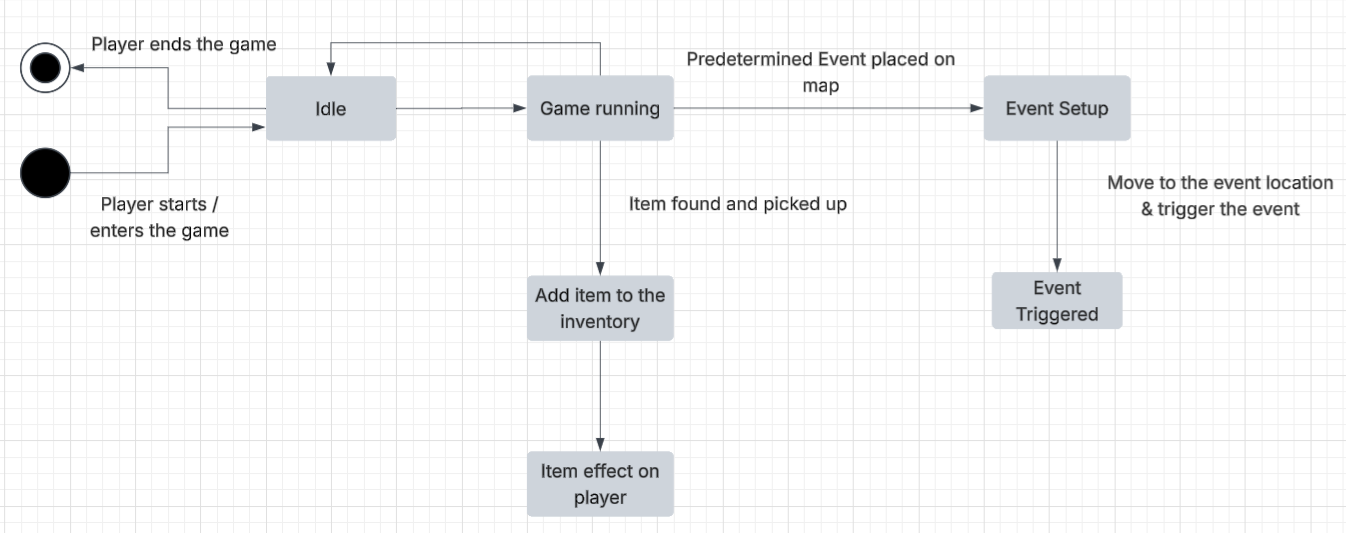 Player ends the game
Idle
Game running
Predetermined Event placed on
map
Event Setup
Player starts /
enters the game
Item found and picked up
Move to the event location
& trigger the event
Add item to the
inventory
Event
Triggered
Item effect on
player